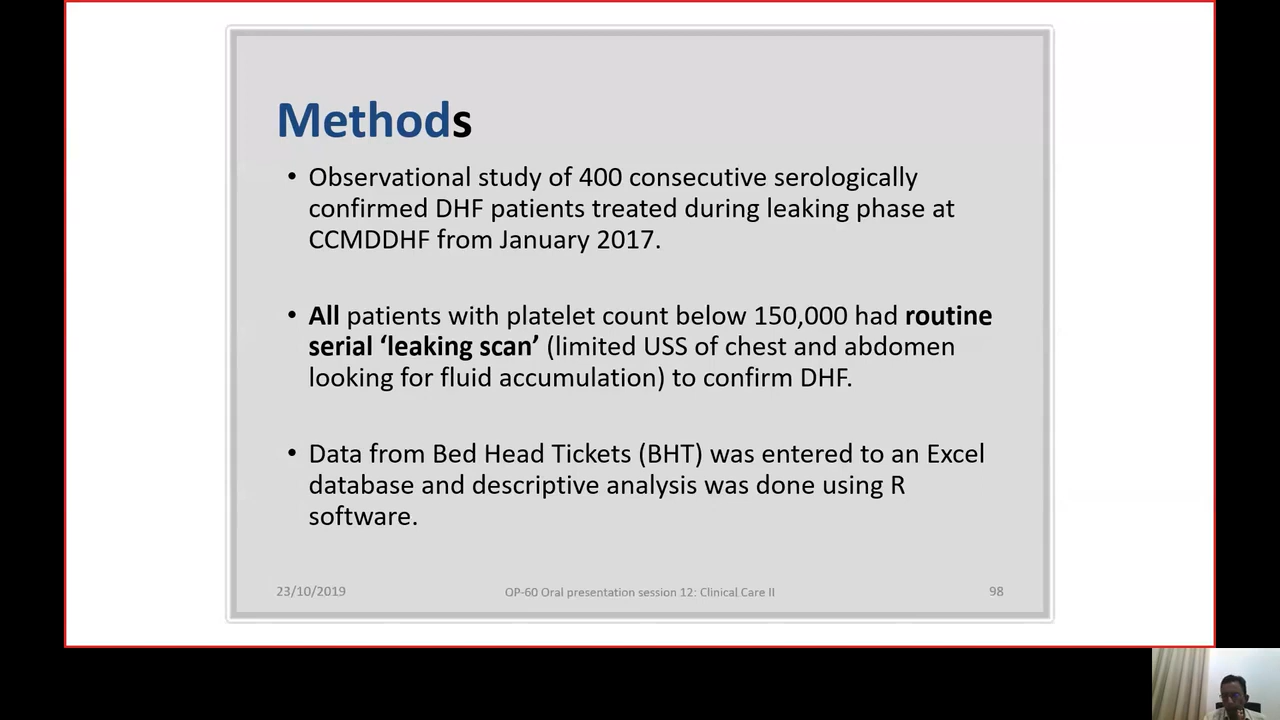 Methods
• Observational study of 400 consecutive serologically
confirmed DHF patients treated during leaking phase at
CCMDDHF from January 2017.
• All patients with platelet count below 150,000 had routine
serial ‘leaking scan’ (limited USS of chest and abdomen
looking for fluid accumulation) to confirm DHF.
• Data from Bed Head Tickets (BHT) was entered to an Excel
database and descriptive analysis was done using R
software.
23/10/2019
OP-60 Oral presentation session 12: Clinical Care II
98